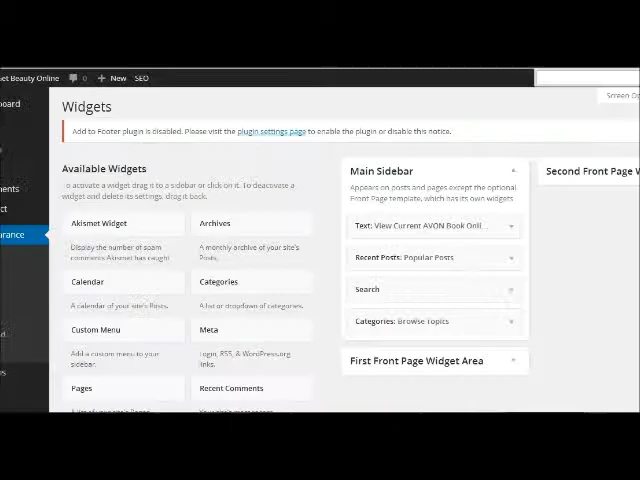 et Beauty Online 0 + New SEO
Screen Op
board
Widgets
Add to Footer plugin is disabled. Please visit the plugin settings page to enable the plugin or disable this notice.
Available Widgets
To activate a widget drag it to a sidebar or click on it. To deactivate a
widget and delete its settings, drag it back.
Akismet Widget
Archives
Display the number of spam
comments Akismet has caught
A monthly archive of your site's
Posts.
Calendar
Categories
A calendar of your site's Posts.
A list or dropdown of categories.
Custom Menu
Meta
Add a custom menu to your
sidebar.
Login, RSS, & WordPress.org
links.
Pages
Recent Comments
Main Sidebar
Appears on posts and pages except the optional
Front Page template, which has its own widgets
Text: View Current AVON Book Onli...
Recent Posts: Popular Posts
Search
Categories: Browse Topics
First Front Page Widget Area
Second Front Page W
ments
ct
rance